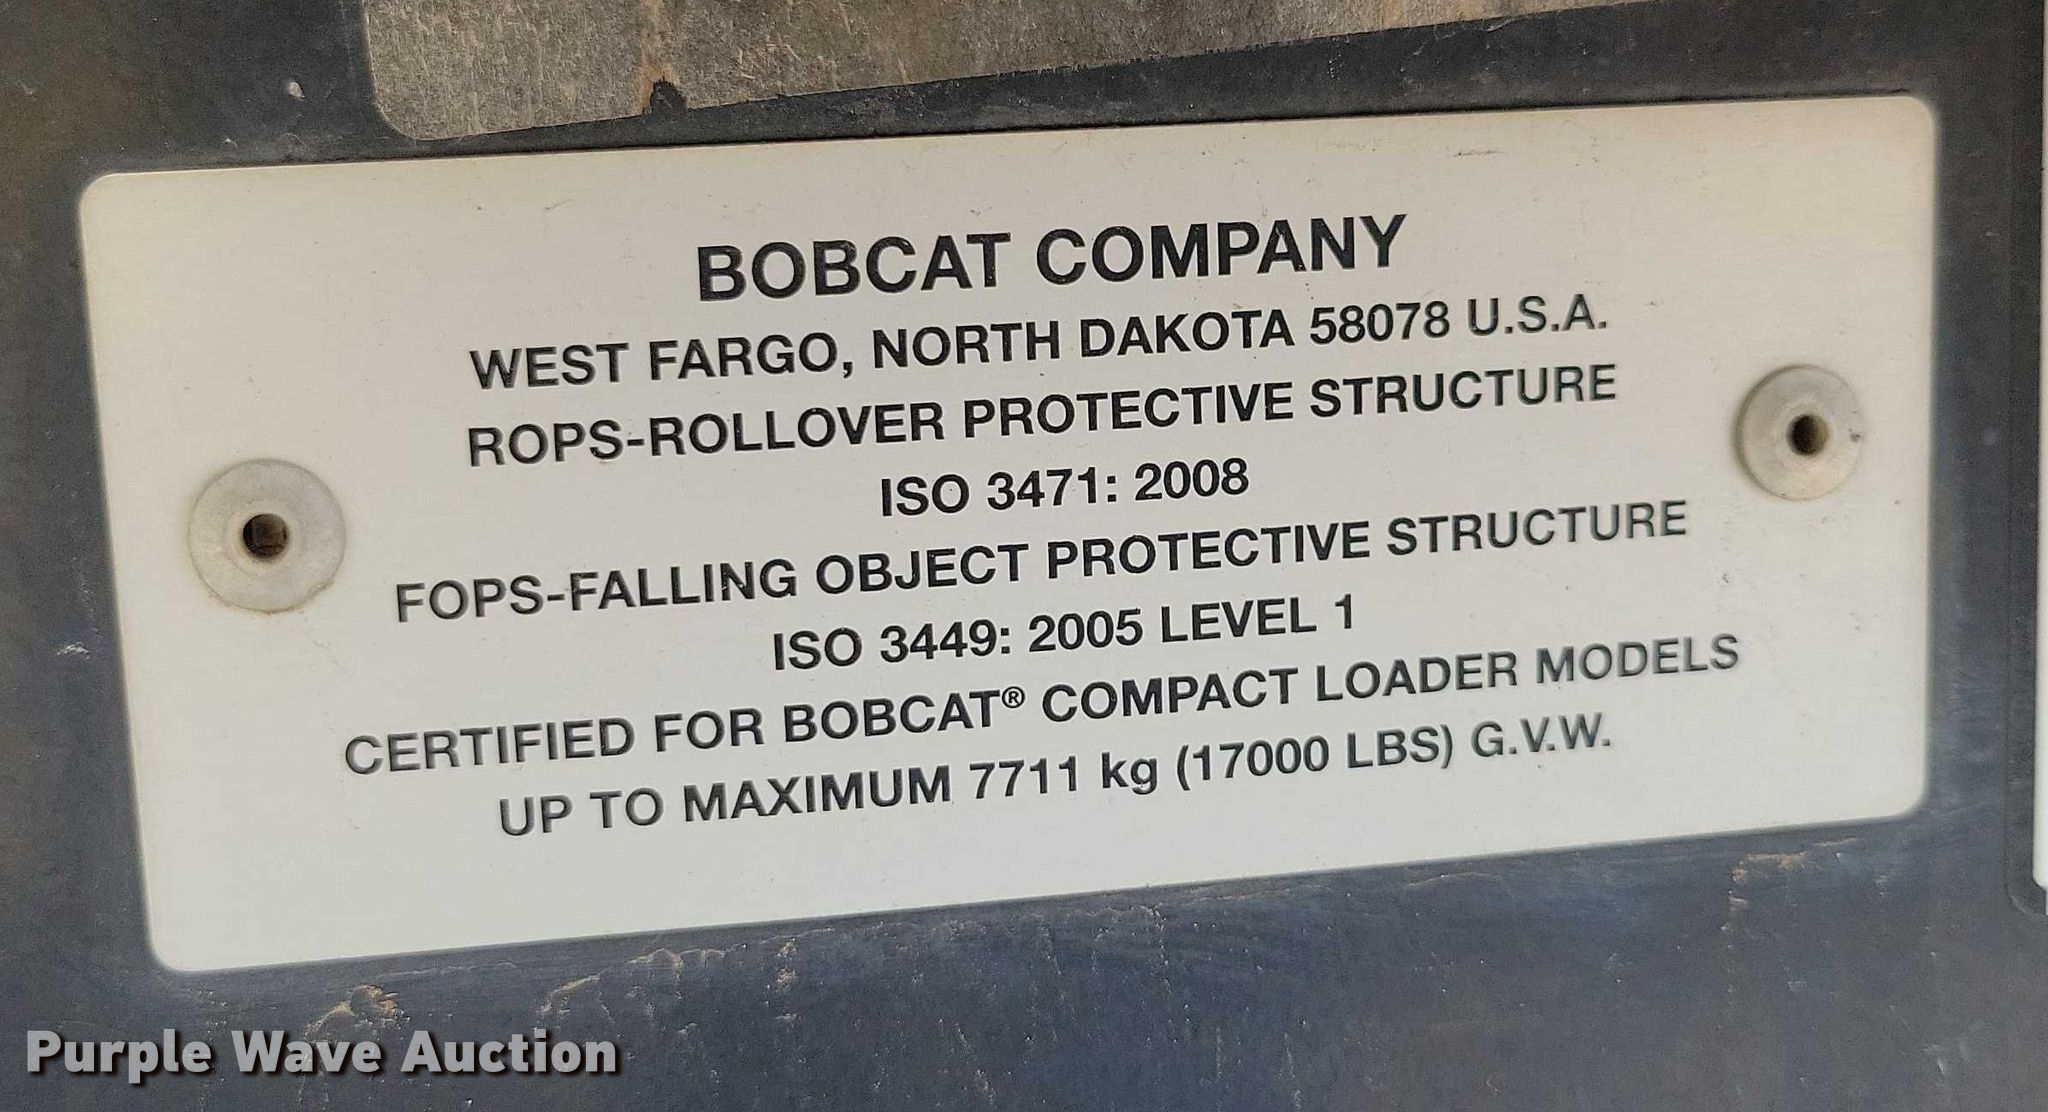 BOBCAT COMPANY
WEST FARGO, NORTH DAKOTA 58078 U.S.A.
ROPS-ROLLOVER PROTECTIVE STRUCTURE
ISO 3471: 2008
FOPS-FALLING OBJECT PROTECTIVE STRUCTURE
ISO 3449: 2005 LEVEL 1
CERTIFIED FOR BOBCAT® COMPACT LOADER MODELS
UP TO MAXIMUM 7711 kg (17000 LBS) G.V.W.
Purple Wave Auction